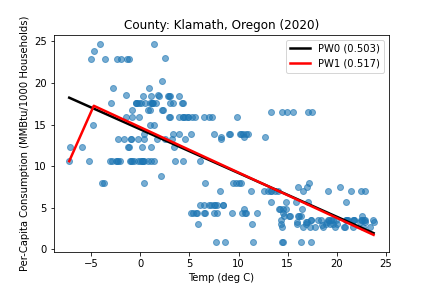 County: Klamath, Oregon (2020)
Per-Capita Consumption (MMBtu/1000 Households)
25
20
15
10
5
0
PW0 (0.503)
PW1 (0.517)
−5 0 5 10 15 20 25
Temp (deg C)